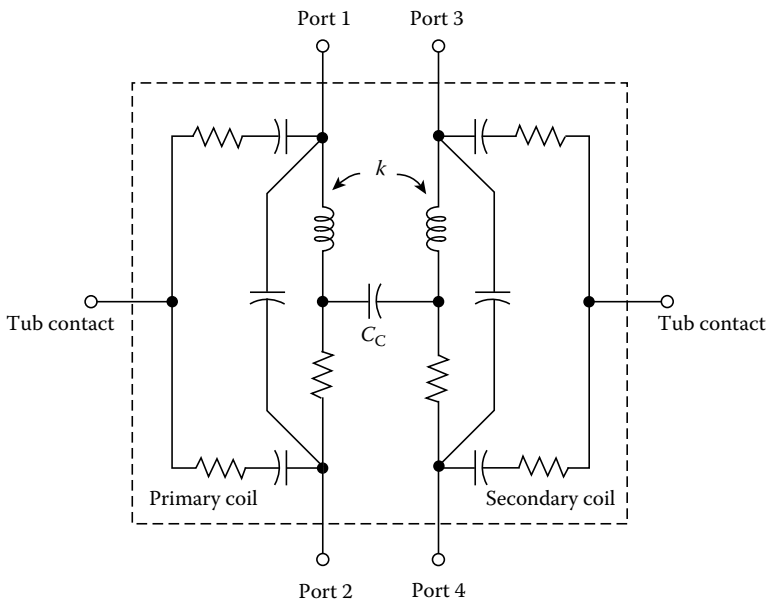 Port 1
Port 3
k
Tub contact
Tub contact
C_C
Primary coil
Secondary coil
Port 2
Port 4